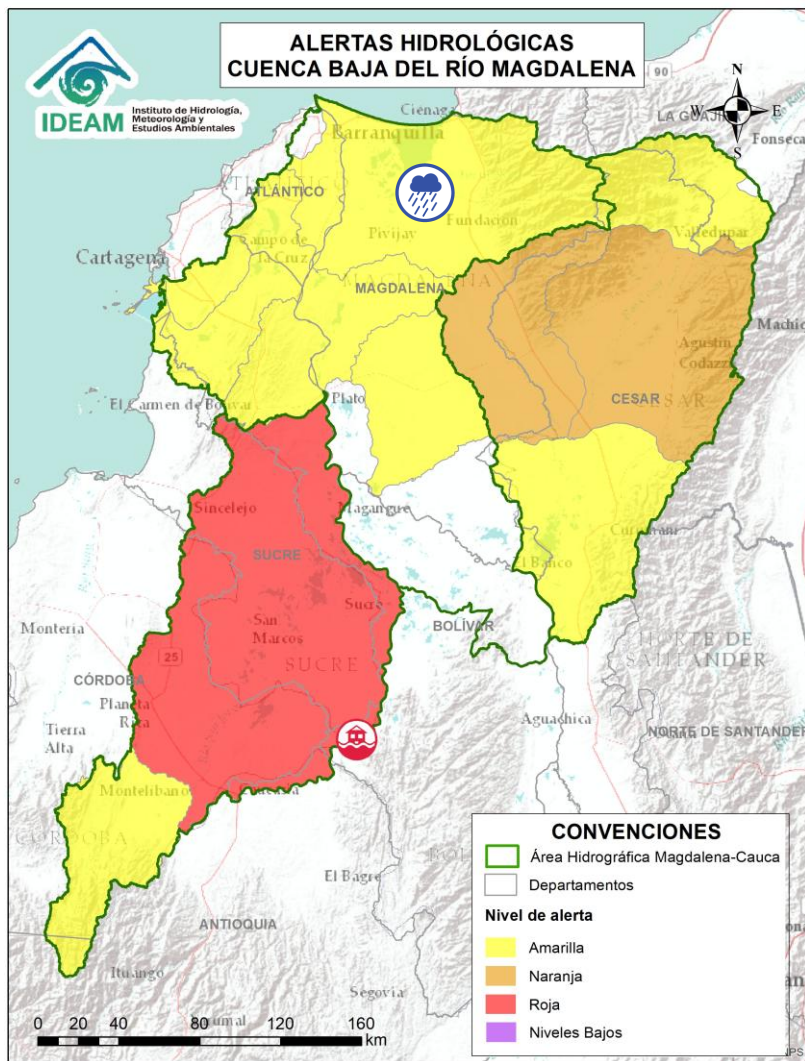 ALERTAS HIDROLÓGICAS
CUENCA BAJA DEL RÍO MAGDALENA
IDEAM
Instituto de Hidrología,
Meteorología y
Estudios Ambientales
N
W
E
S
90
LA GUAJI
Fonseca
Ciénaga
Barranquilla
ATLÁNTICO
Valledupar
Pivijay
Fundación
Cartagena
Campo de
la Cruz
MAGDALENA
MAGDALENA
Agustín
Codazzi
El Carmen de Bolívar
Plato
CESAR
CESAR
Sincelejo
Magangué
SUCRE
El Banco
San
Marcos
Sucre
BOLÍVAR
Montería
25
SUCRE
NORTE DE
SANTANDER
CÓRDOBA
Planeta
Rica
Aguachica
Tierra
Alta
NORTE DE SANTANDER
Montelíbano
CÓRDOBA
El Bagre
ANTIOQUIA
Ituango
Segovia
CONVENCIONES
Área Hidrográfica Magdalena-Cauca
Departamentos
Nivel de alerta
Amarilla
Naranja
Roja
Niveles Bajos
0 20 40 80 120 160
km